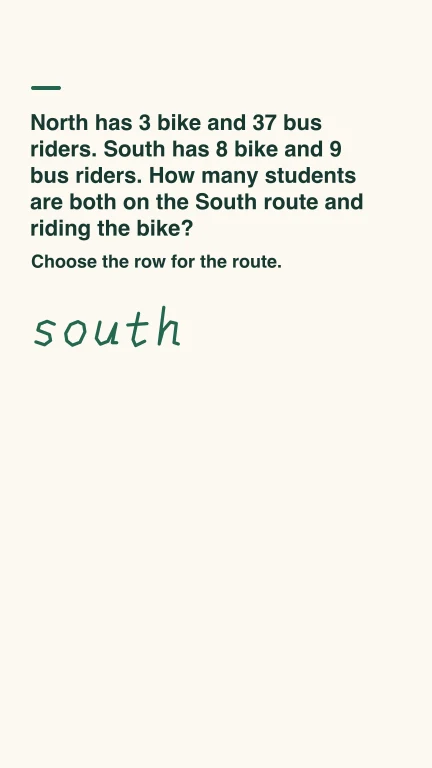 North has 3 bike and 37 bus
riders. South has 8 bike and 9
bus riders. How many students
are both on the South route and
riding the bike?
Choose the row for the route.
south